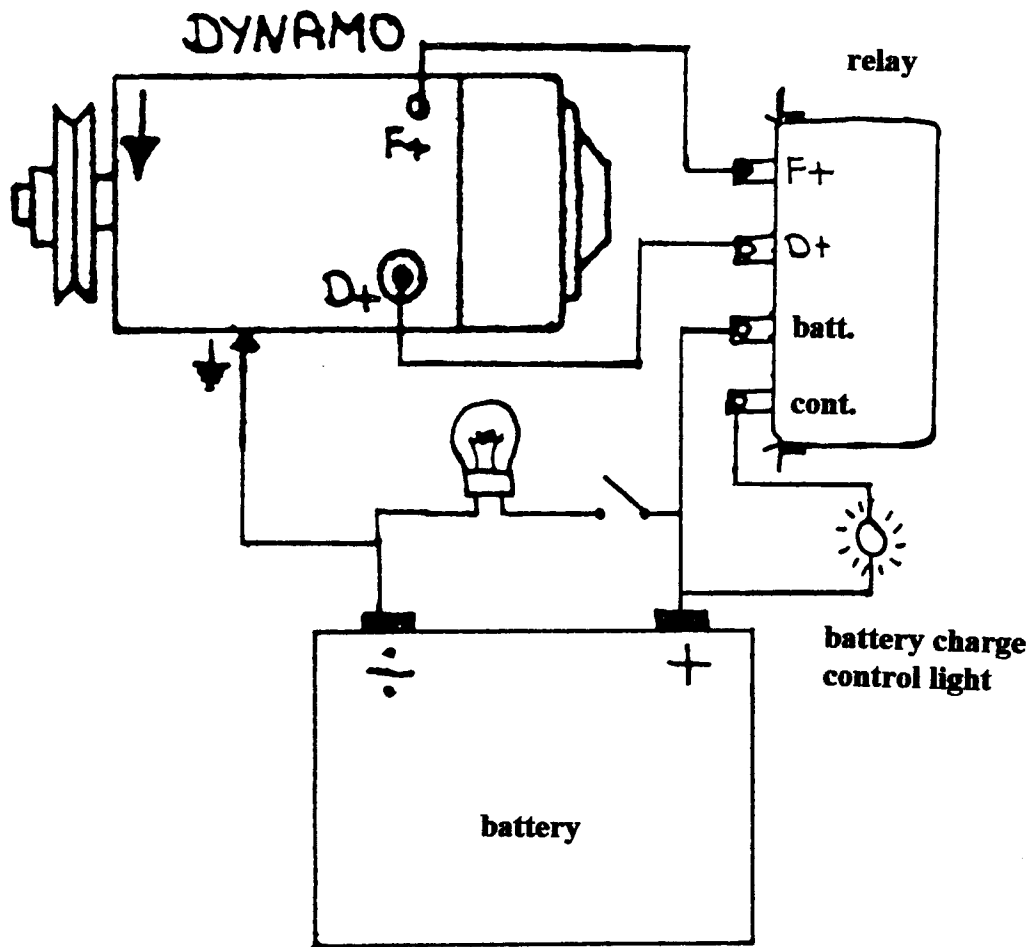 DYNAMO
relay
F+
F+
D+
D+
batt.
cont.
battery charge
control light
÷
+
battery